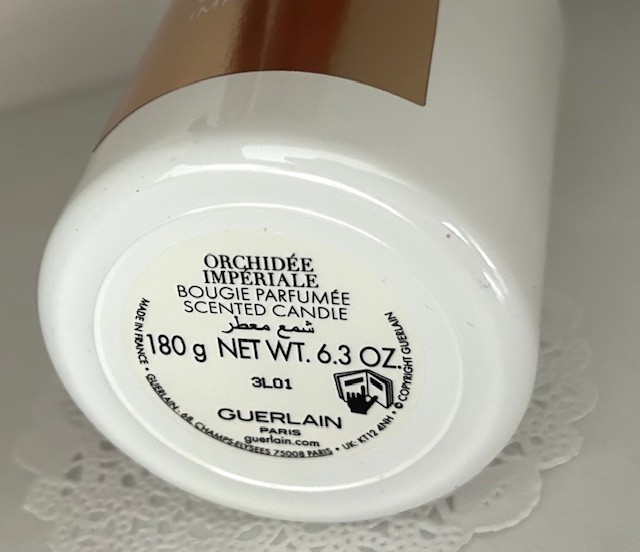 ORCHIDÉE
IMPÉRIALE
BOUGIE PARFUMÉE
SCENTED CANDLE
شمع معطر
180 g NET WT. 6.3 OZ.
3L01
GUERLAIN
PARIS
guerlain.com
MADE IN FRANCE • GUERLAIN - 68, CHAMPS-ELYSEES 75008 PARIS • UK- KT12 4NH • © COPYRIGHT GUERLAIN